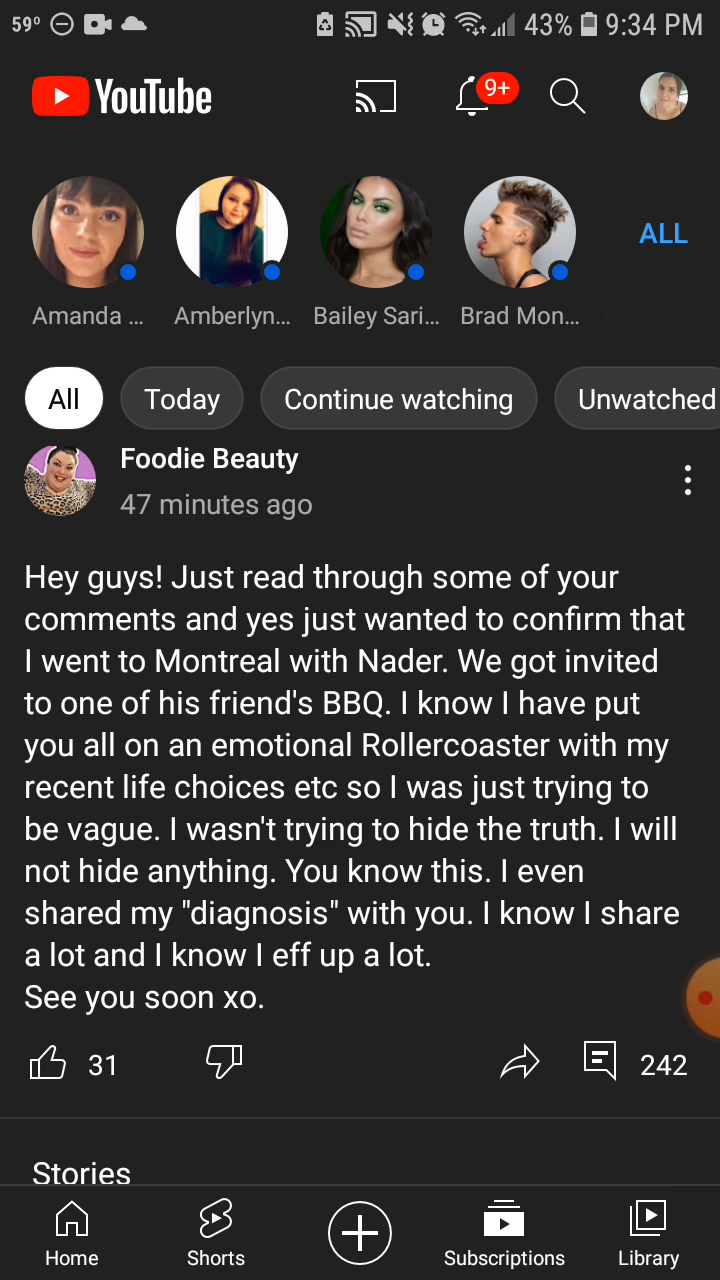 59° 43% 9:34 PM
YouTube 9+
ALL
Amanda ... Amberlyn... Bailey Sari... Brad Mon...
All Today Continue watching Unwatched
Foodie Beauty
47 minutes ago
Hey guys! Just read through some of your
comments and yes just wanted to confirm that
I went to Montreal with Nader. We got invited
to one of his friend's BBQ. I know I have put
you all on an emotional Rollercoaster with my
recent life choices etc so I was just trying to
be vague. I wasn't trying to hide the truth. I will
not hide anything. You know this. I even
shared my "diagnosis" with you. I know I share
a lot and I know I eff up a lot.
See you soon xo.
31 242
Stories
Home Shorts Subscriptions Library